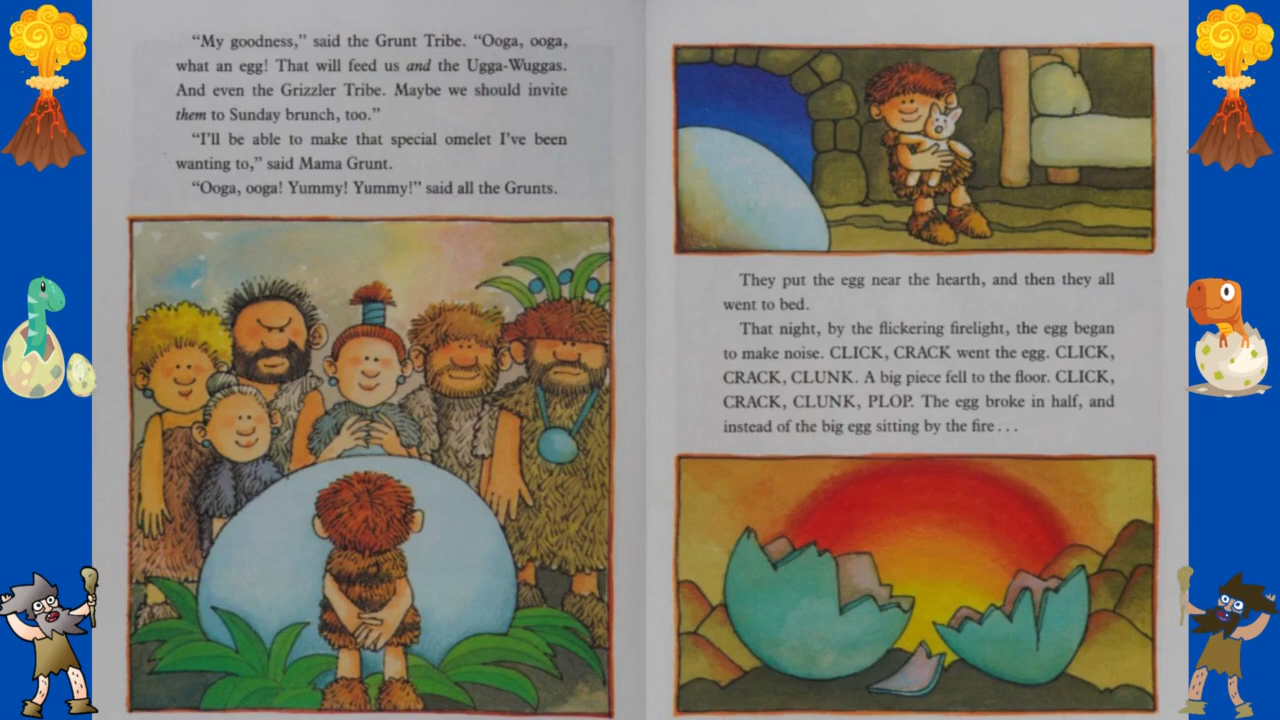 “My goodness,” said the Grunt Tribe. “Ooga, ooga,
what an egg! That will feed us and the Ugga-Wuggas.
And even the Grizzler Tribe. Maybe we should invite
them to Sunday brunch, too.”
“I’ll be able to make that special omelet I’ve been
wanting to,” said Mama Grunt.
“Ooga, ooga! Yummy! Yummy!” said all the Grunts.
They put the egg near the hearth, and then they all
went to bed.
That night, by the flickering firelight, the egg began
to make noise. CLICK, CRACK went the egg. CLICK,
CRACK, CLUNK. A big piece fell to the floor. CLICK,
CRACK, CLUNK, PLOP. The egg broke in half, and
instead of the big egg sitting by the fire . . .